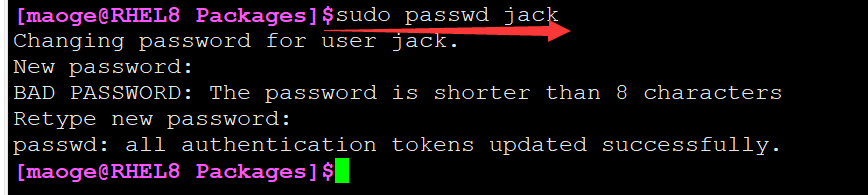 [maoge@RHEL8 Packages]$sudo passwd jack
Changing password for user jack.
New password:
BAD PASSWORD: The password is shorter than 8 characters
Retype new password:
passwd: all authentication tokens updated successfully.
[maoge@RHEL8 Packages]$